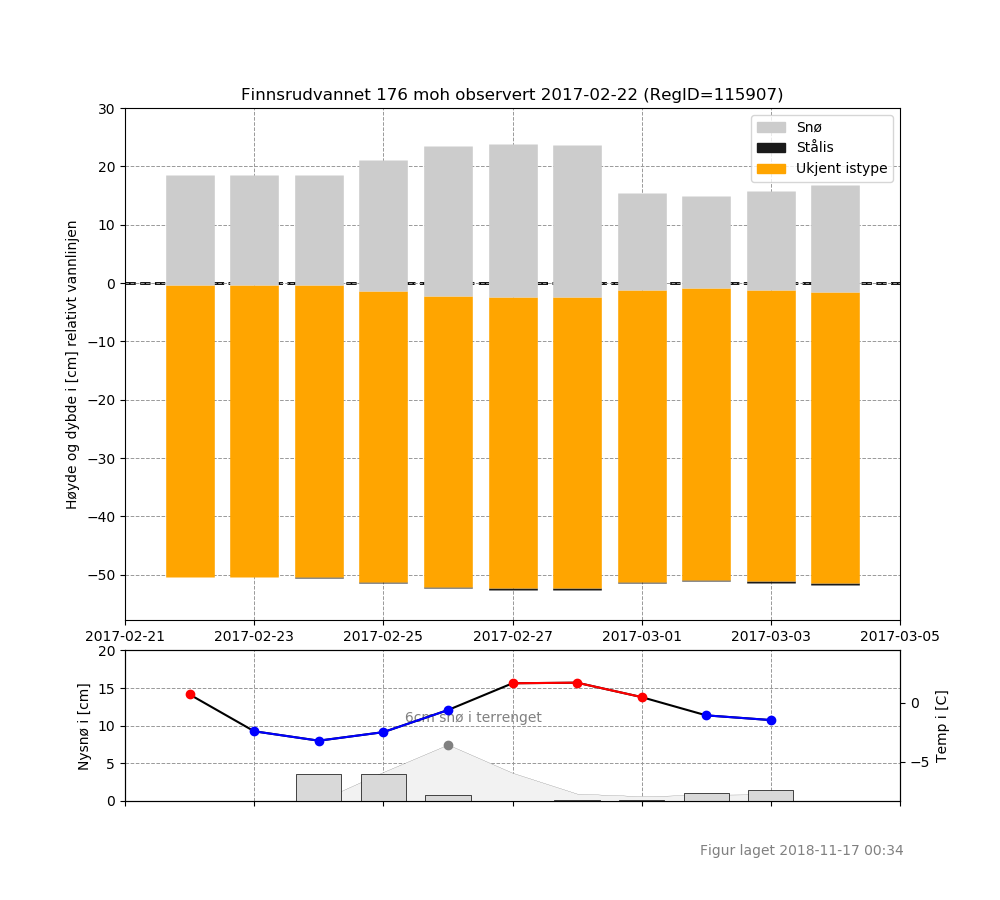 Finnsrudvannet 176 moh observert 2017-02-22 (RegID=115907)
Høyde og dybde i [cm] relativt vannlinjen
30
20
10
0
−10
−20
−30
−40
−50
Snø
Stålis
Ukjent istype
2017-02-21 2017-02-23 2017-02-25 2017-02-27 2017-03-01 2017-03-03 2017-03-05
Nysnø i [cm]
20
15
10
5
0
6cm snø i terrenget
0
−5
Temp i [C]
Figur laget 2018-11-17 00:34